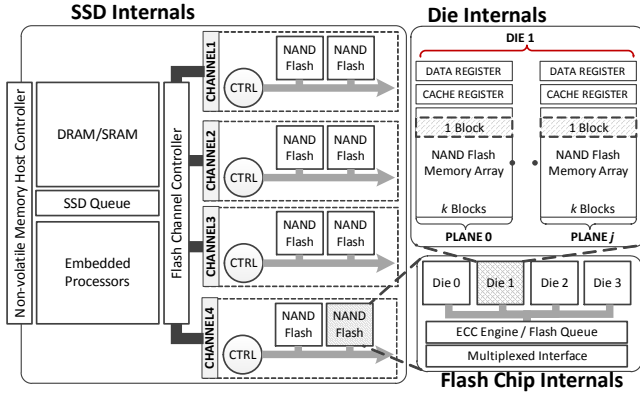 SSD Internals
Die Internals
Non-volatile Memory Host Controller
DRAM/SRAM
SSD Queue
Embedded
Processors
Flash Channel Controller
CHANNEL1
CTRL
NAND
Flash
NAND
Flash
CHANNEL2
CTRL
NAND
Flash
NAND
Flash
CHANNEL3
CTRL
NAND
Flash
NAND
Flash
CHANNEL4
CTRL
NAND
Flash
NAND
Flash
DIE 1
DATA REGISTER
CACHE REGISTER
1 Block
NAND Flash
Memory Array
k Blocks
PLANE 0
DATA REGISTER
CACHE REGISTER
1 Block
NAND Flash
Memory Array
k Blocks
PLANE j
Die 0
Die 1
Die 2
Die 3
ECC Engine / Flash Queue
Multiplexed Interface
Flash Chip Internals